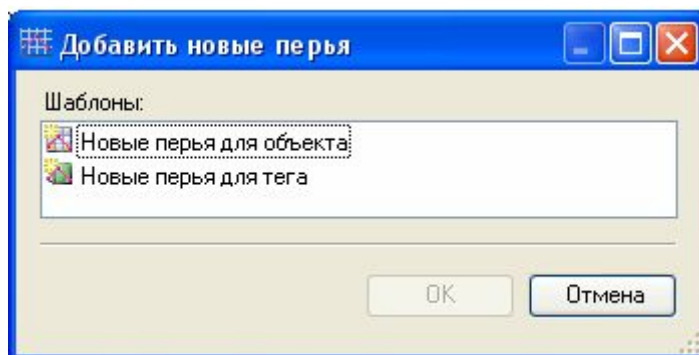 Добавить новые перья
Шаблоны:
Новые перья для объекта
Новые перья для тега
OK
Отмена